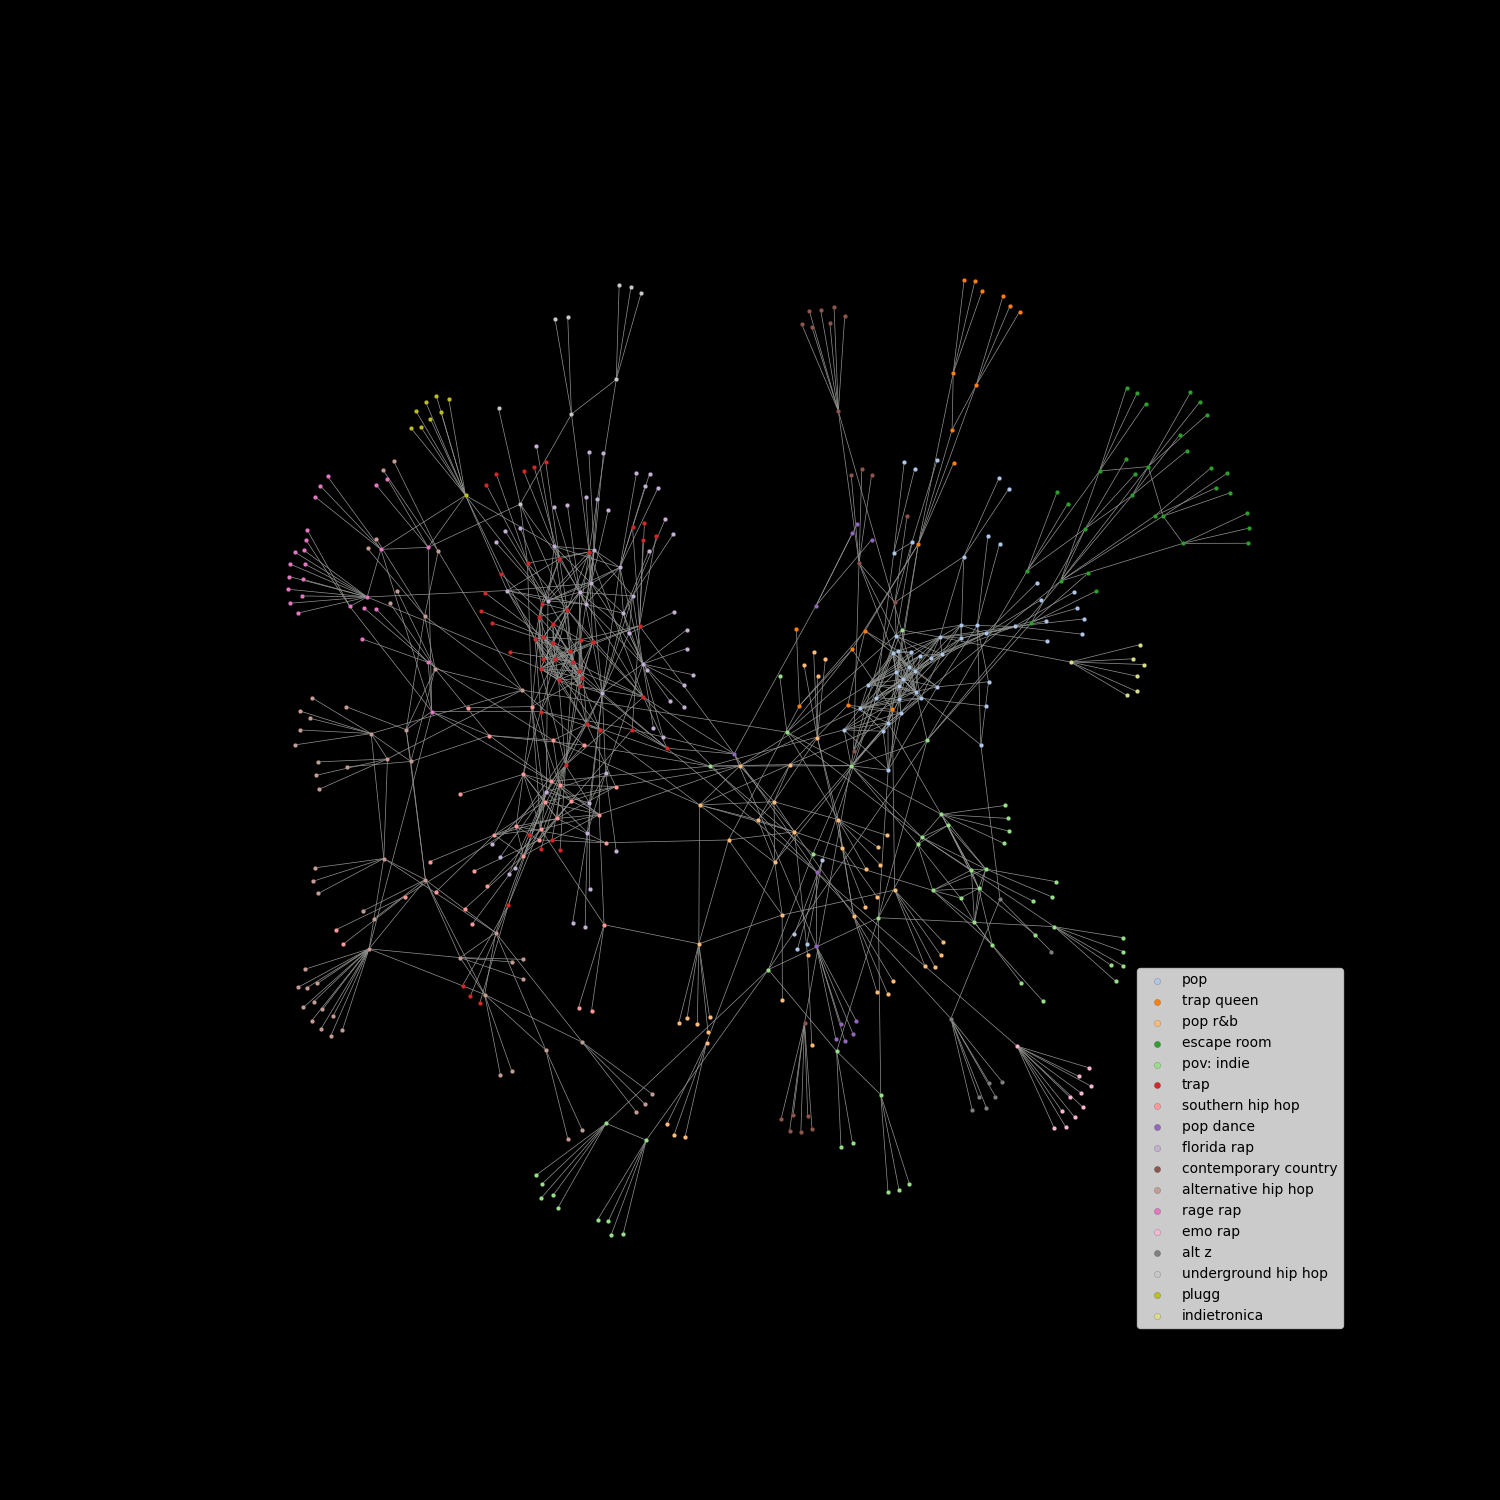 pop
trap queen
pop r&b
escape room
pov: indie
trap
southern hip hop
pop dance
florida rap
contemporary country
alternative hip hop
rage rap
emo rap
alt z
underground hip hop
plugg
indietronica